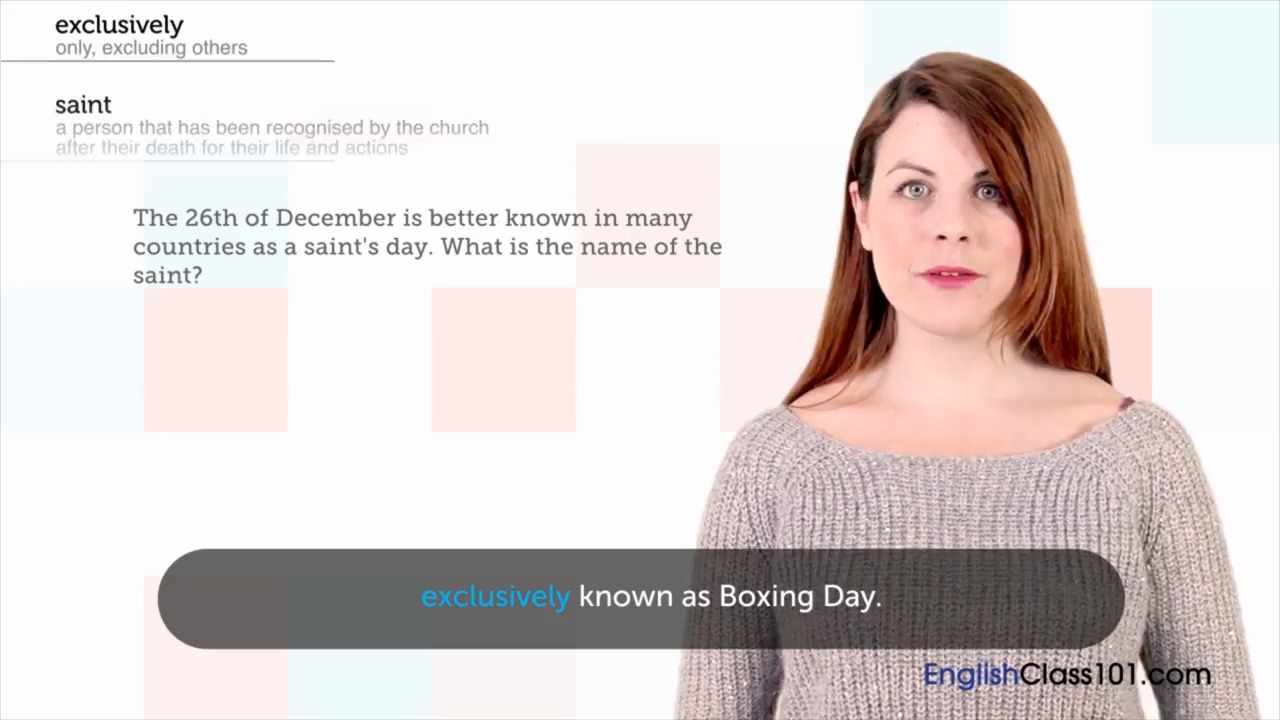 exclusively
only, excluding others
saint
a person that has been recognised by the church
after their death for their life and actions
The 26th of December is better known in many
countries as a saint's day. What is the name of the
saint?
exclusively known as Boxing Day.
EnglishClass101.com